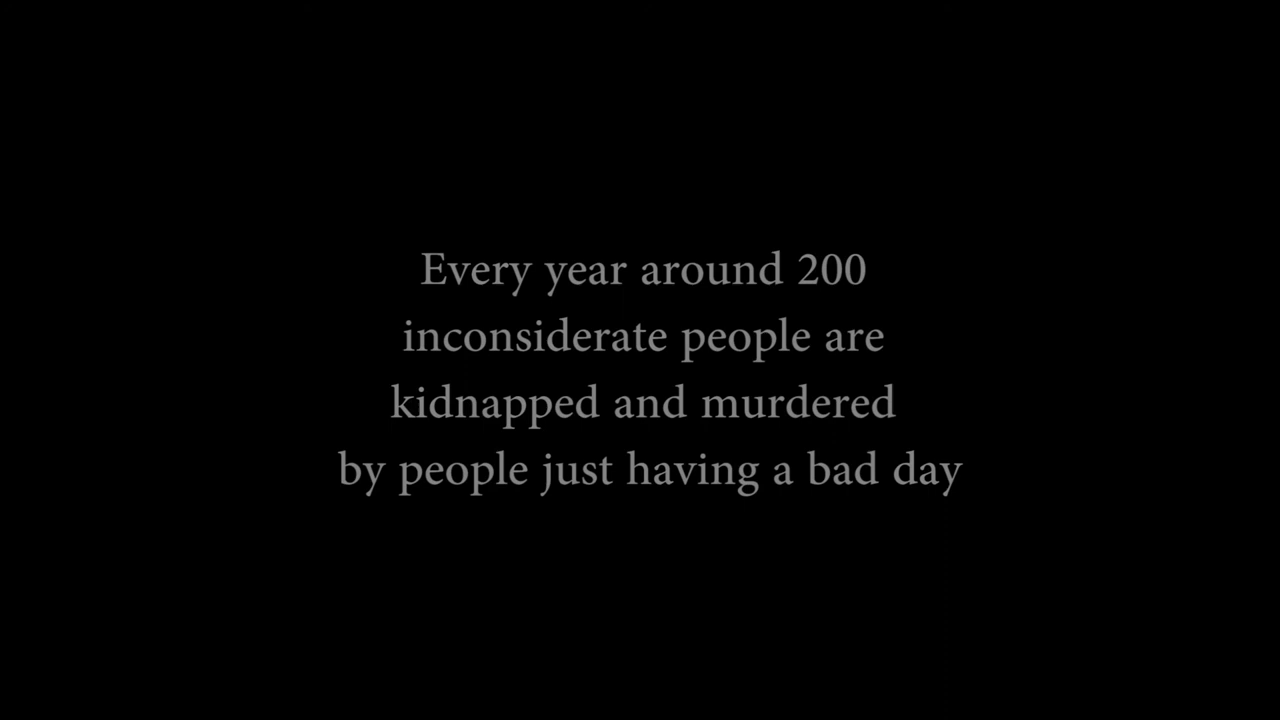 Every year around 200
inconsiderate people are
kidnapped and murdered
by people just having a bad day